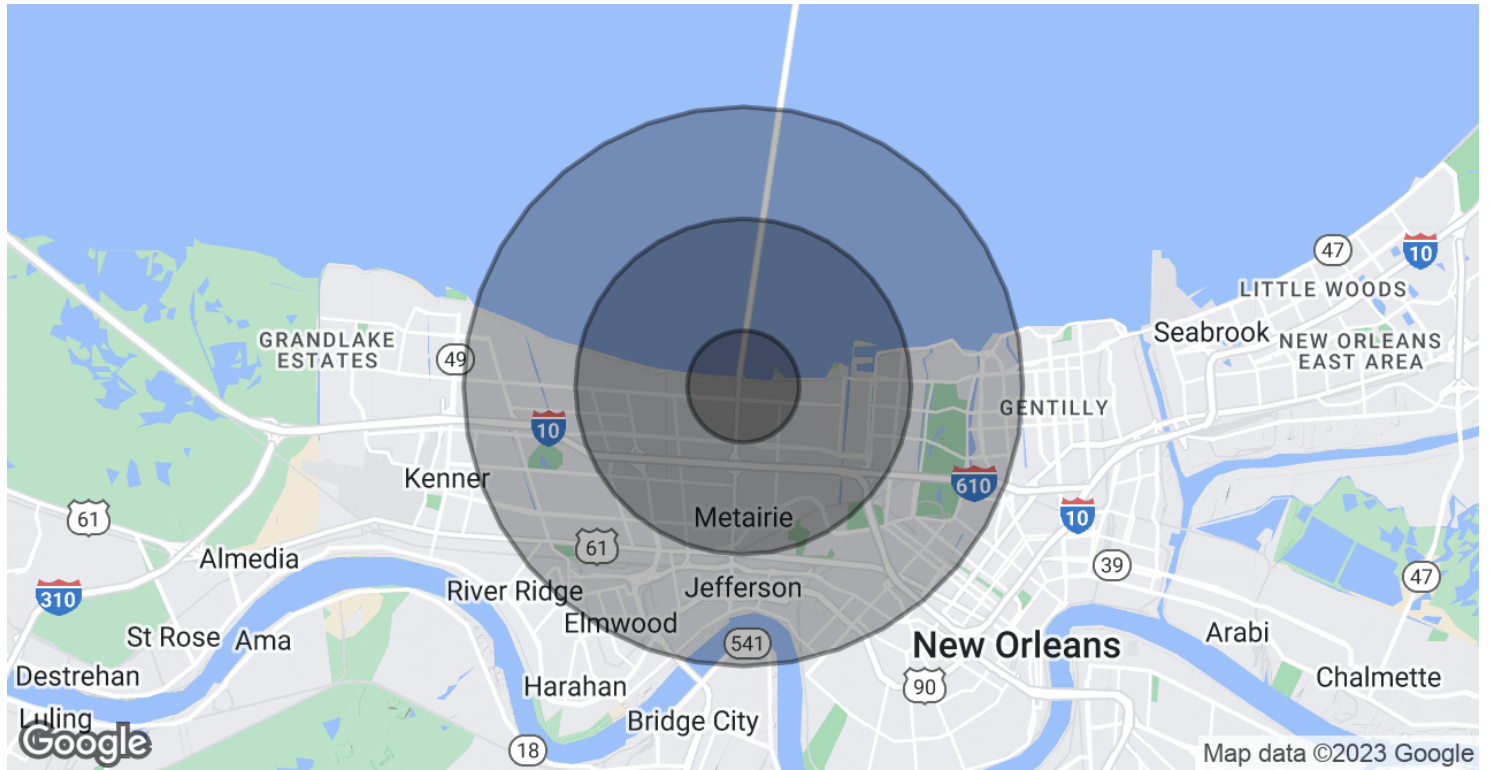 47
10
LITTLE WOODS
Seabrook
NEW ORLEANS
EAST AREA
GRANDLAKE
ESTATES
49
GENTILLY
10
Kenner
610
61
Metairie
10
61
Almedia
39
River Ridge
Jefferson
47
310
Elmwood
St Rose
Ama
541
New Orleans
Arabi
Destrehan
Harahan
90
Chalmette
Luling
Bridge City
Google
18
Map data ©2023 Google